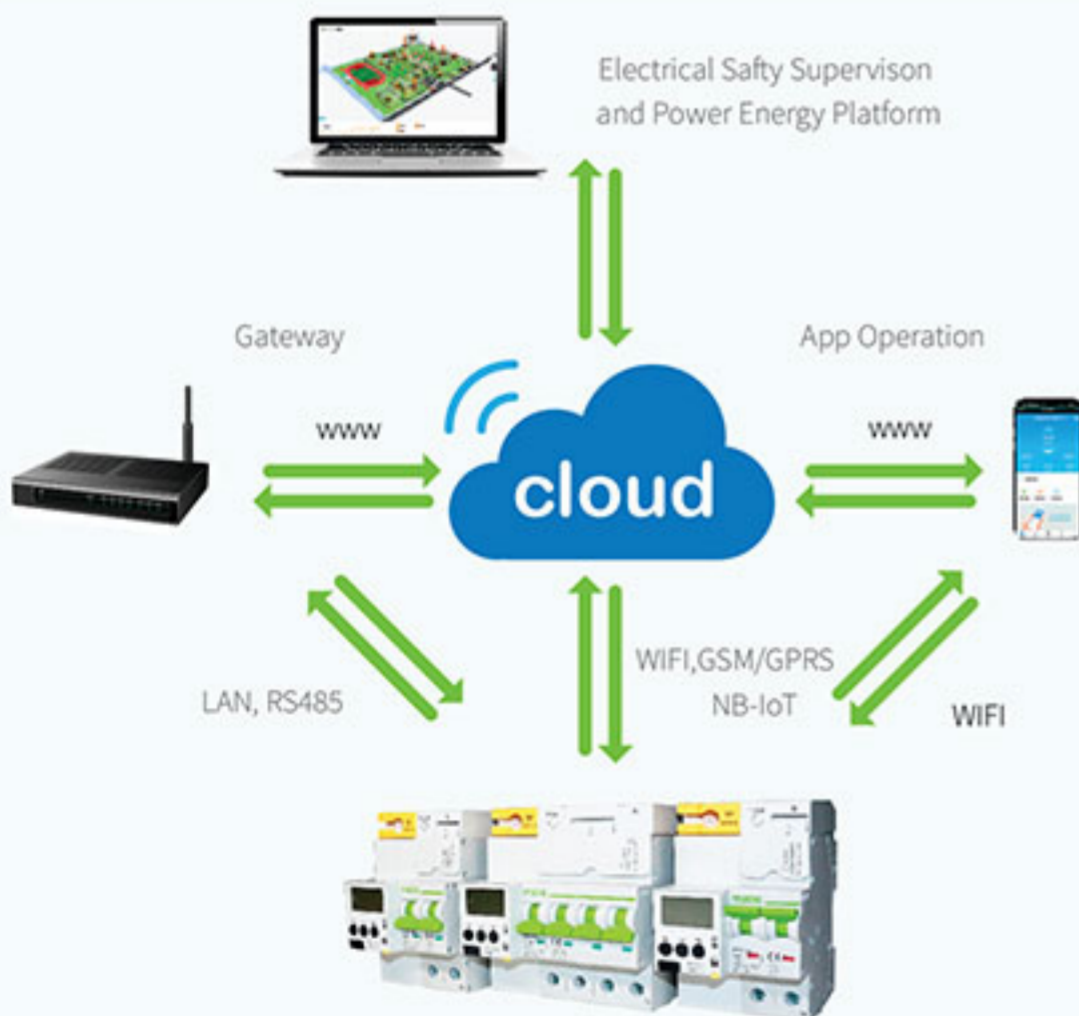 Electrical Safty Supervison
and Power Energy Platform
Gateway
App Operation
www
www
cloud
LAN, RS485
WIFI,GSM/GPRS
NB-IoT
WIFI